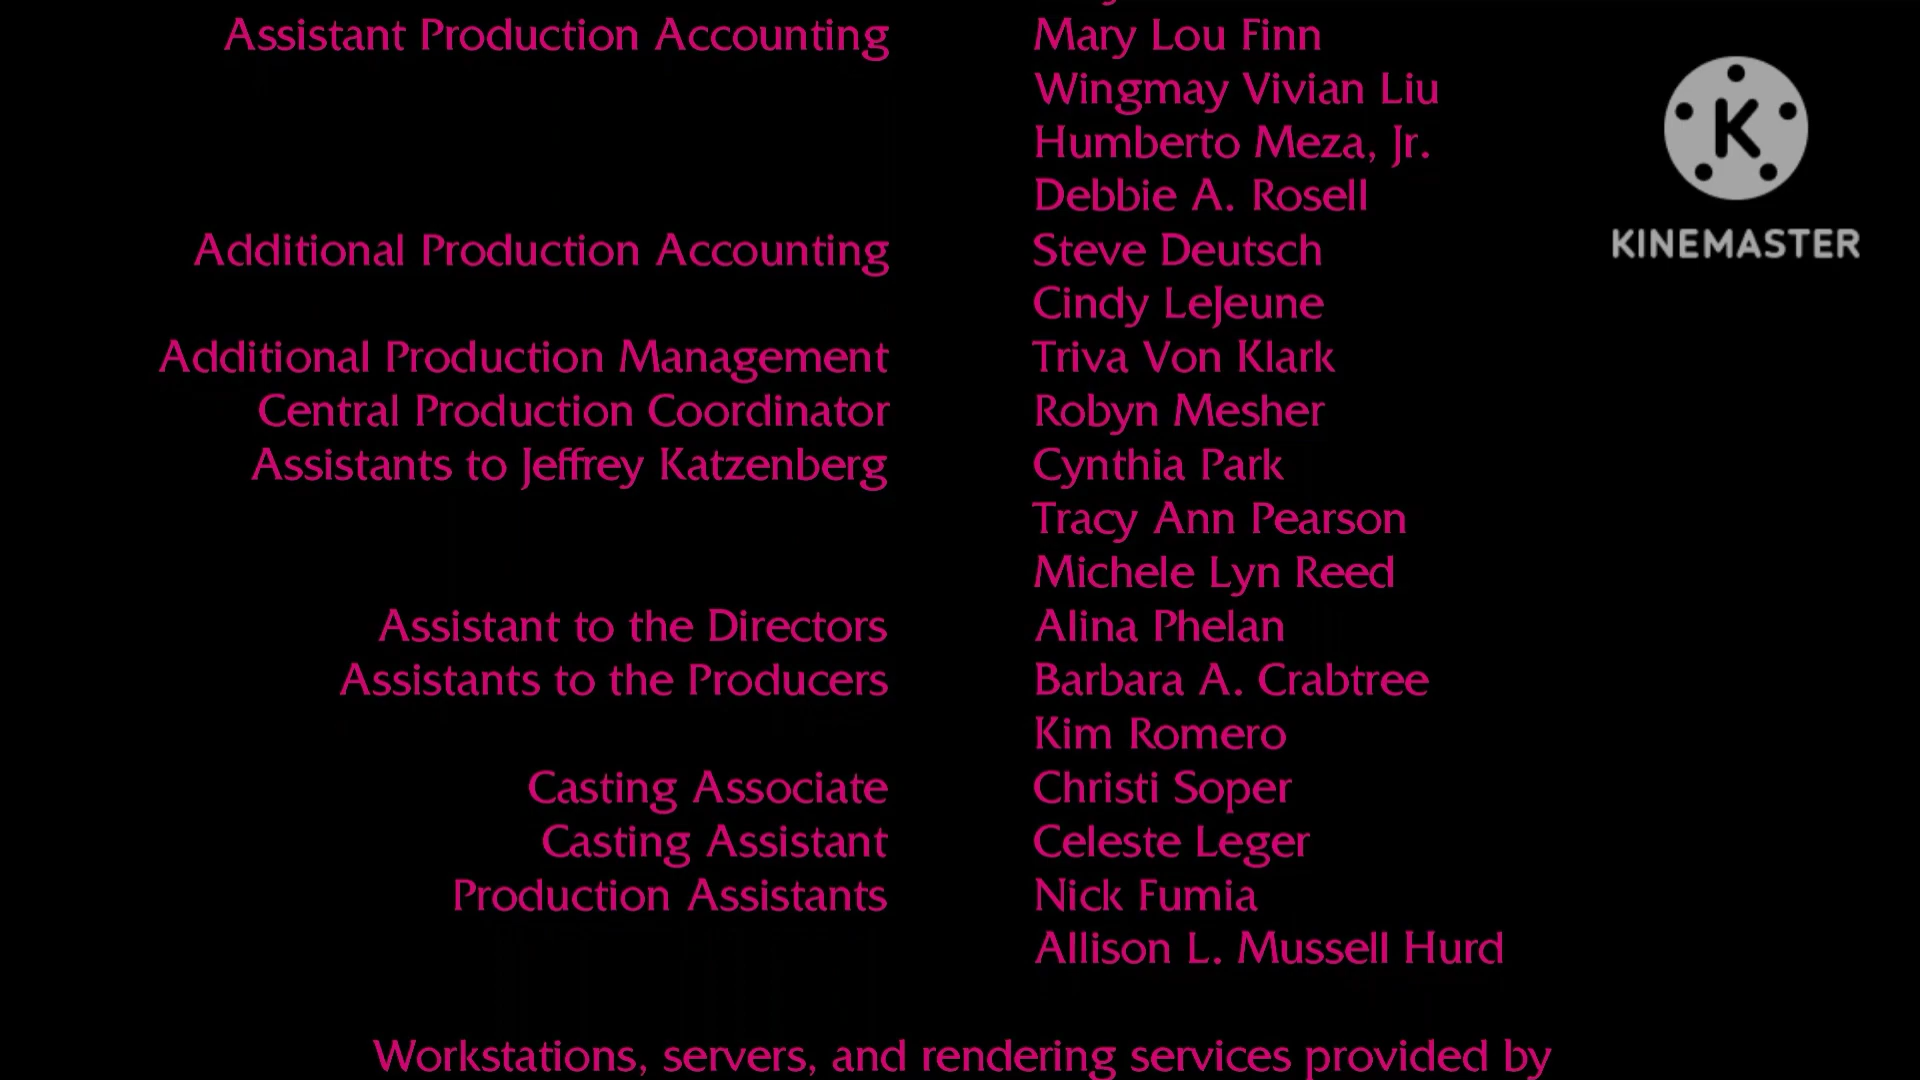 Assistant Production Accounting Mary Lou Finn
Wingmay Vivian Liu
Humberto Meza, Jr.
Debbie A. Rosell
Additional Production Accounting Steve Deutsch
Cindy LeJeune
Additional Production Management Triva Von Klark
Central Production Coordinator Robyn Mesher
Assistants to Jeffrey Katzenberg Cynthia Park
Tracy Ann Pearson
Michele Lyn Reed
Assistant to the Directors Alina Phelan
Assistants to the Producers Barbara A. Crabtree
Kim Romero
Casting Associate Christi Soper
Casting Assistant Celeste Leger
Production Assistants Nick Fumia
Allison L. Mussell Hurd
Workstations, servers, and rendering services provided by
K
KINEMASTER